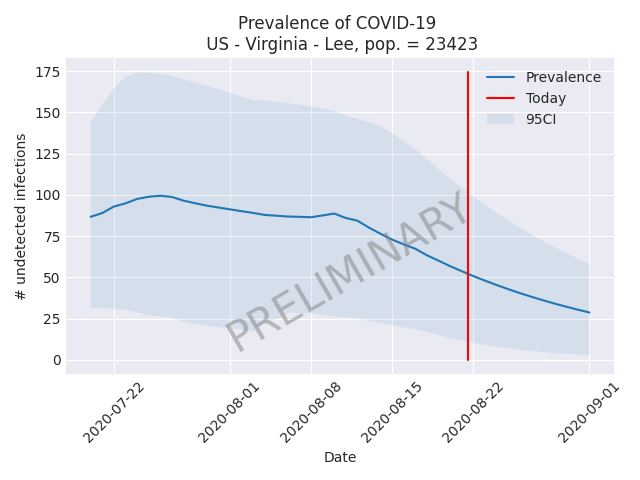 Prevalence of COVID-19
US - Virginia - Lee, pop. = 23423
# undetected infections
175
150
125
100
75
50
25
0
Prevalence
Today
95CI
PRELIMINARY
2020-07-22
2020-08-01
2020-08-08
2020-08-15
2020-08-22
2020-09-01
Date